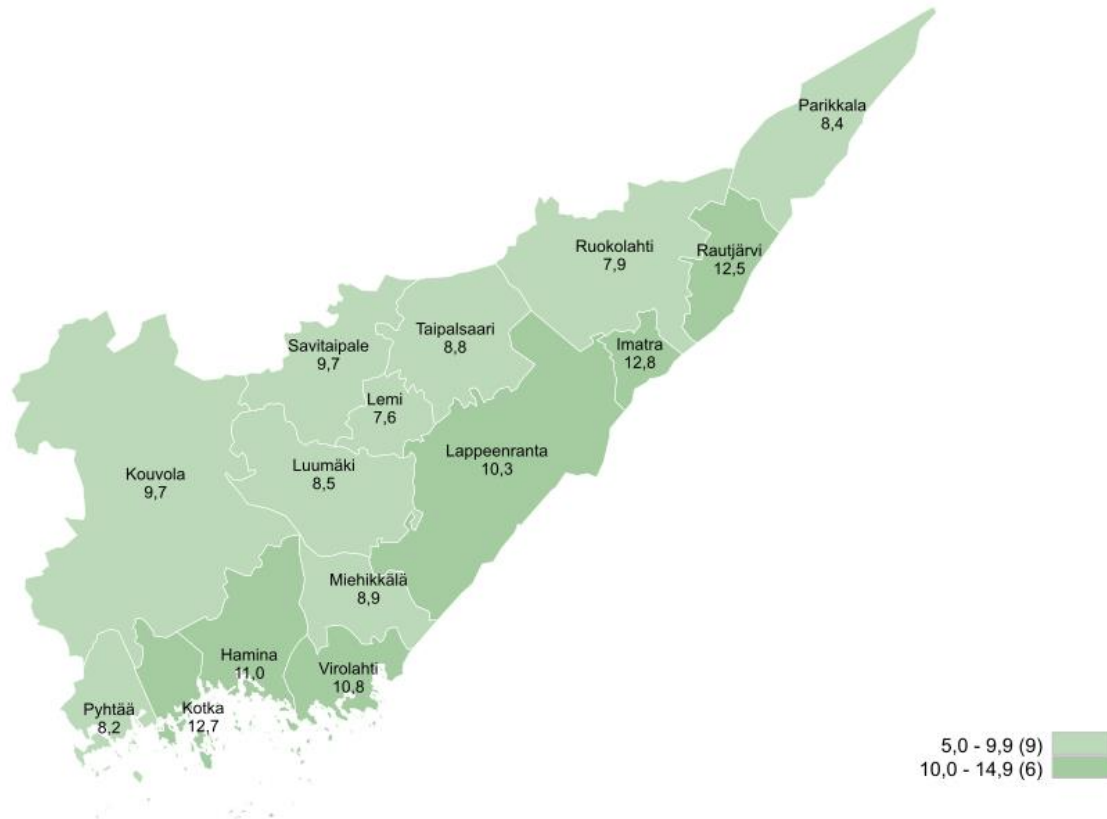 Parikkala
8,4
Ruokolahti
7,9
Rautjärvi
12,5
Taipalsaari
8,8
Imatra
12,8
Savitaipale
9,7
Lemi
7,6
Lappeenranta
10,3
Luumäki
8,5
Kouvola
9,7
Miehikkälä
8,9
Hamina
11,0
Virolahti
10,8
Pyhtää
8,2
Kotka
12,7
5,0 - 9,9 (9)
10,0 - 14,9 (6)